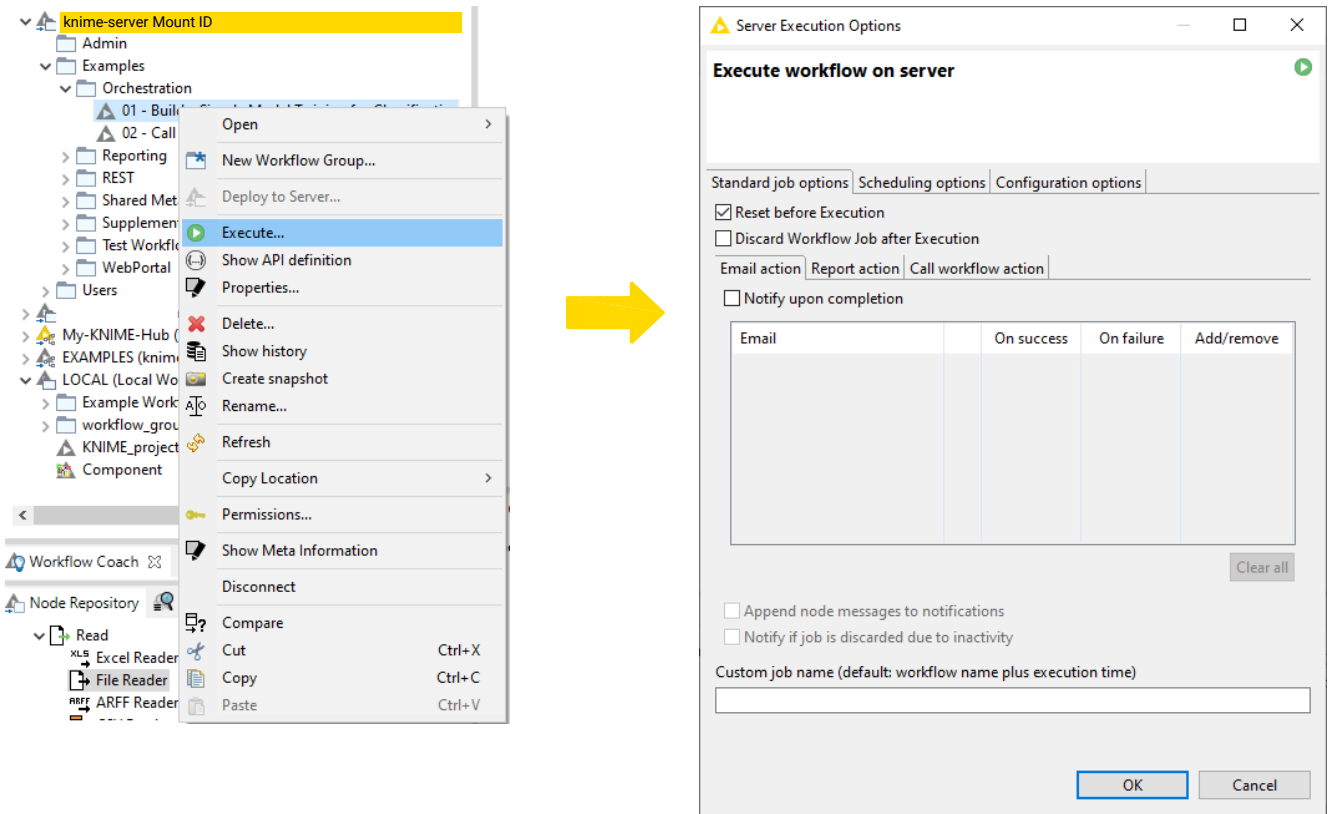 knime-server Mount ID
Admin
Examples
Orchestration
01 - Build
02 - Call
Reporting
REST
Shared Met
Supplemen
Test Workflo
WebPortal
Users
My-KNIME-Hub (
EXAMPLES (knime
LOCAL (Local Wo
Example Work
workflow_grou
KNIME_project
Component
Workflow Coach
Node Repository
Read
XLS Excel Reader
File Reader
ARFF ARFF Reader
Open
New Workflow Group...
Deploy to Server...
Execute...
Show API definition
Properties...
Delete...
Show history
Create snapshot
Rename...
Refresh
Copy Location
Permissions...
Show Meta Information
Disconnect
Compare
Cut Ctrl+X
Copy Ctrl+C
Paste Ctrl+V
Server Execution Options
Execute workflow on server
Standard job options Scheduling options Configuration options
Reset before Execution
Discard Workflow Job after Execution
Email action Report action Call workflow action
Notify upon completion
Email On success On failure Add/remove
Clear all
Append node messages to notifications
Notify if job is discarded due to inactivity
Custom job name (default: workflow name plus execution time)
OK Cancel